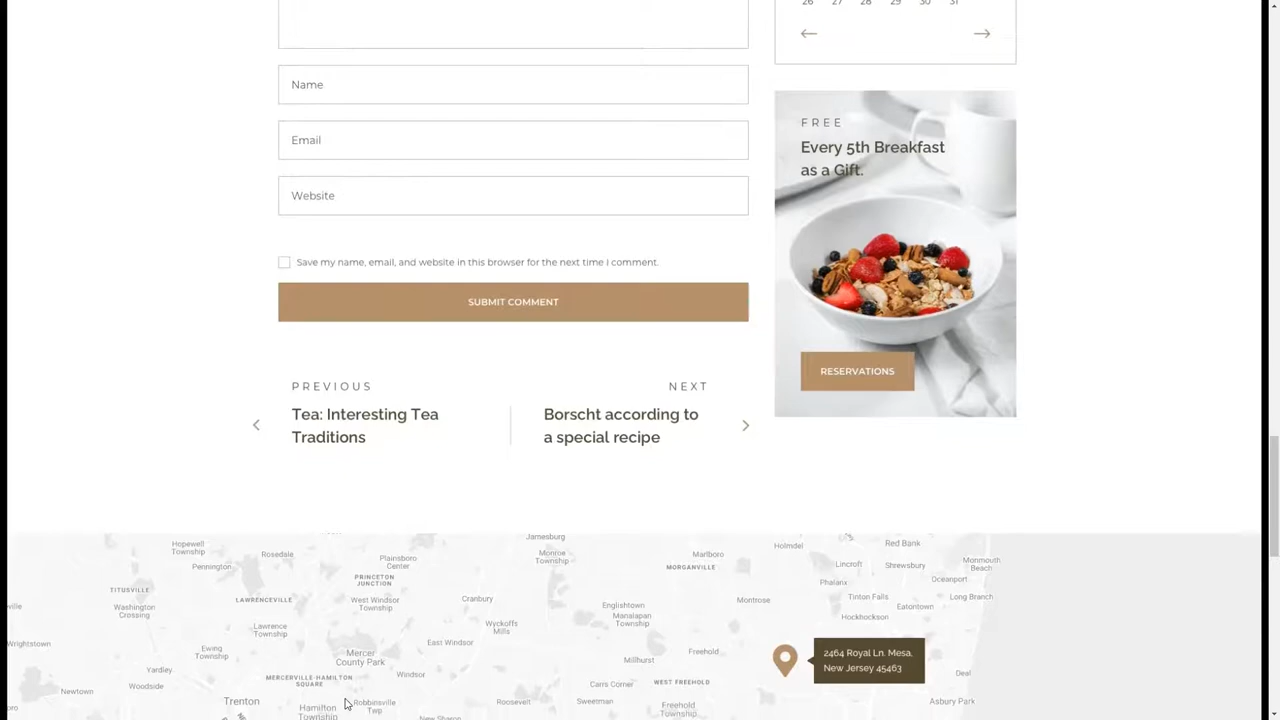 26 27 28 29 30 31
Name
Email
Website
Save my name, email, and website in this browser for the next time I comment.
SUBMIT COMMENT
FREE
Every 5th Breakfast
as a Gift.
RESERVATIONS
PREVIOUS
Tea: Interesting Tea
Traditions
NEXT
Borscht according to
a special recipe
Jamesburg
Hopewell
Township
Rosedale
Pennington
Plainsboro
Center
Monroe
Township
Marlboro
MORGANVILLE
Holmdel
Red Bank
Lincroft
Shrewsbury
Monmouth
Beach
PRINCETON
JUNCTION
Phalanx
Oceanport
TITUSVILLE
Washington
Crossing
LAWRENCEVILLE
West Windsor
Township
Cranbury
Englishtown
Manalapan
Township
Montrose
Tinton Falls
Long Branch
Eatontown
Hockhockson
ville
Wrightstown
Lawrence
Township
Wyckoffs
Mills
East Windsor
Ewing
Township
Mercer
County Park
Millhurst
Freehold
2464 Royal Ln. Mesa,
New Jersey 45463
Yardley
Woodside
Newtown
MERCERVILLE-HAMILTON
SQUARE
Windsor
Carrs Corner
WEST FREEHOLD
Deal
Trenton
Hamilton
Township
Robbinsville
Twp
Roosevelt
Sweetman
Freehold
Township
Asbury Park
New Sharon